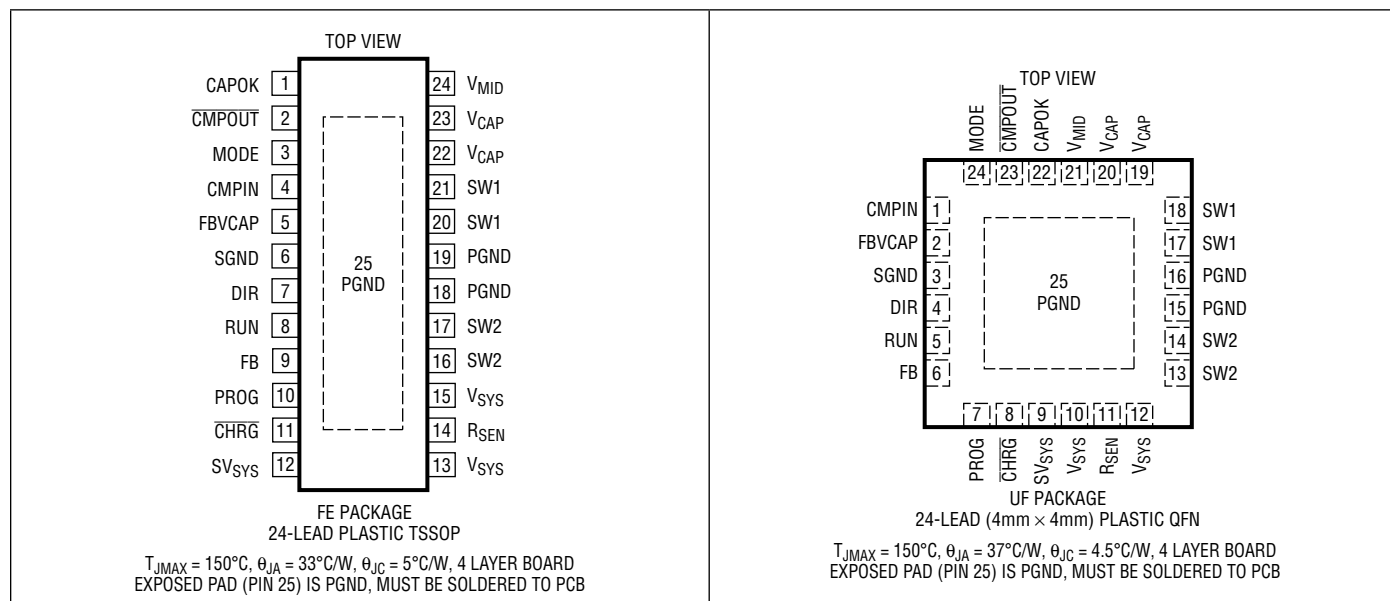 TOP VIEW
CAPOK 1
CMPOUT 2
MODE 3
CMPIN 4
FBVCAP 5
SGND 6
DIR 7
RUN 8
FB 9
PROG 10
CHRG 11
SVSYS 12
25
PGND
24 VMID
23 VCAP
22 VCAP
21 SW1
20 SW1
19 PGND
18 PGND
17 SW2
16 SW2
15 VSYS
14 RSEN
13 VSYS
FE PACKAGE
24-LEAD PLASTIC TSSOP
TJMAX = 150°C, θJA = 33°C/W, θJC = 5°C/W, 4 LAYER BOARD
EXPOSED PAD (PIN 25) IS PGND, MUST BE SOLDERED TO PCB
TOP VIEW
MODE CMPOUT CAPOK VMID VCAP VCAP
24 23 22 21 20 19
CMPIN 1
FBVCAP 2
SGND 3
DIR 4
RUN 5
FB 6
25
PGND
18 SW1
17 SW1
16 PGND
15 PGND
14 SW2
13 SW2
7 8 9 10 11 12
PROG CHRG SVSYS VSYS RSEN VSYS
UF PACKAGE
24-LEAD (4mm × 4mm) PLASTIC QFN
TJMAX = 150°C, θJA = 37°C/W, θJC = 4.5°C/W, 4 LAYER BOARD
EXPOSED PAD (PIN 25) IS PGND, MUST BE SOLDERED TO PCB